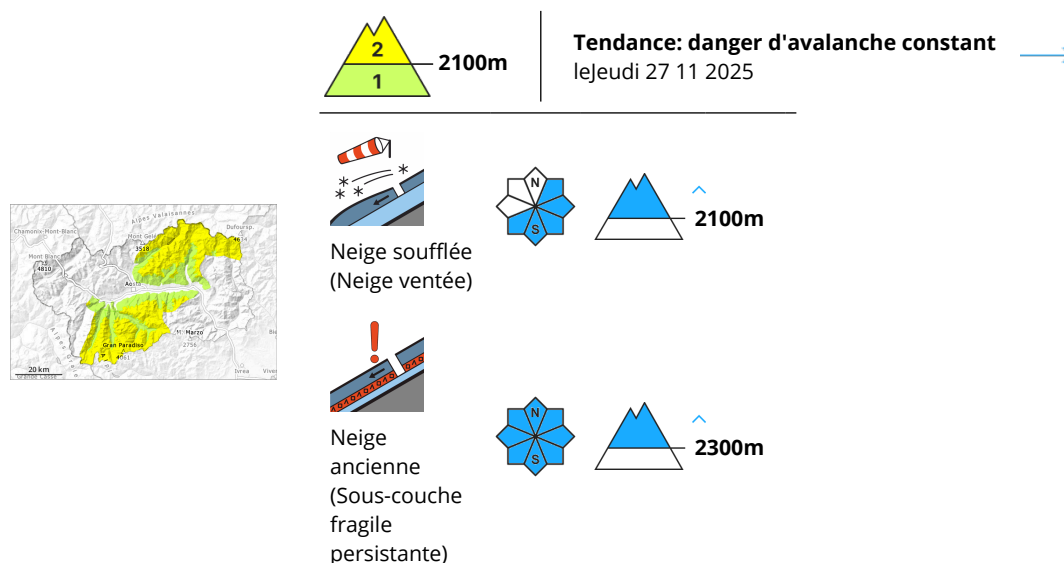 2
1
2100m
Tendance: danger d'avalanche constant
leJeudi 27 11 2025
N
S
2100m
Neige soufflée
(Neige ventée)
N
S
2300m
Neige
ancienne
(Sous-couche
fragile
persistante)
Alpes Valaisannes
Chamonix-Mont-Blanc
Mont Gelé
3518
Dufoursp.
4634
Mont Blanc
4810
Aosta
M. Marzo
2756
Gran Paradiso
4061
20 km
Grande Casse
Ivrea